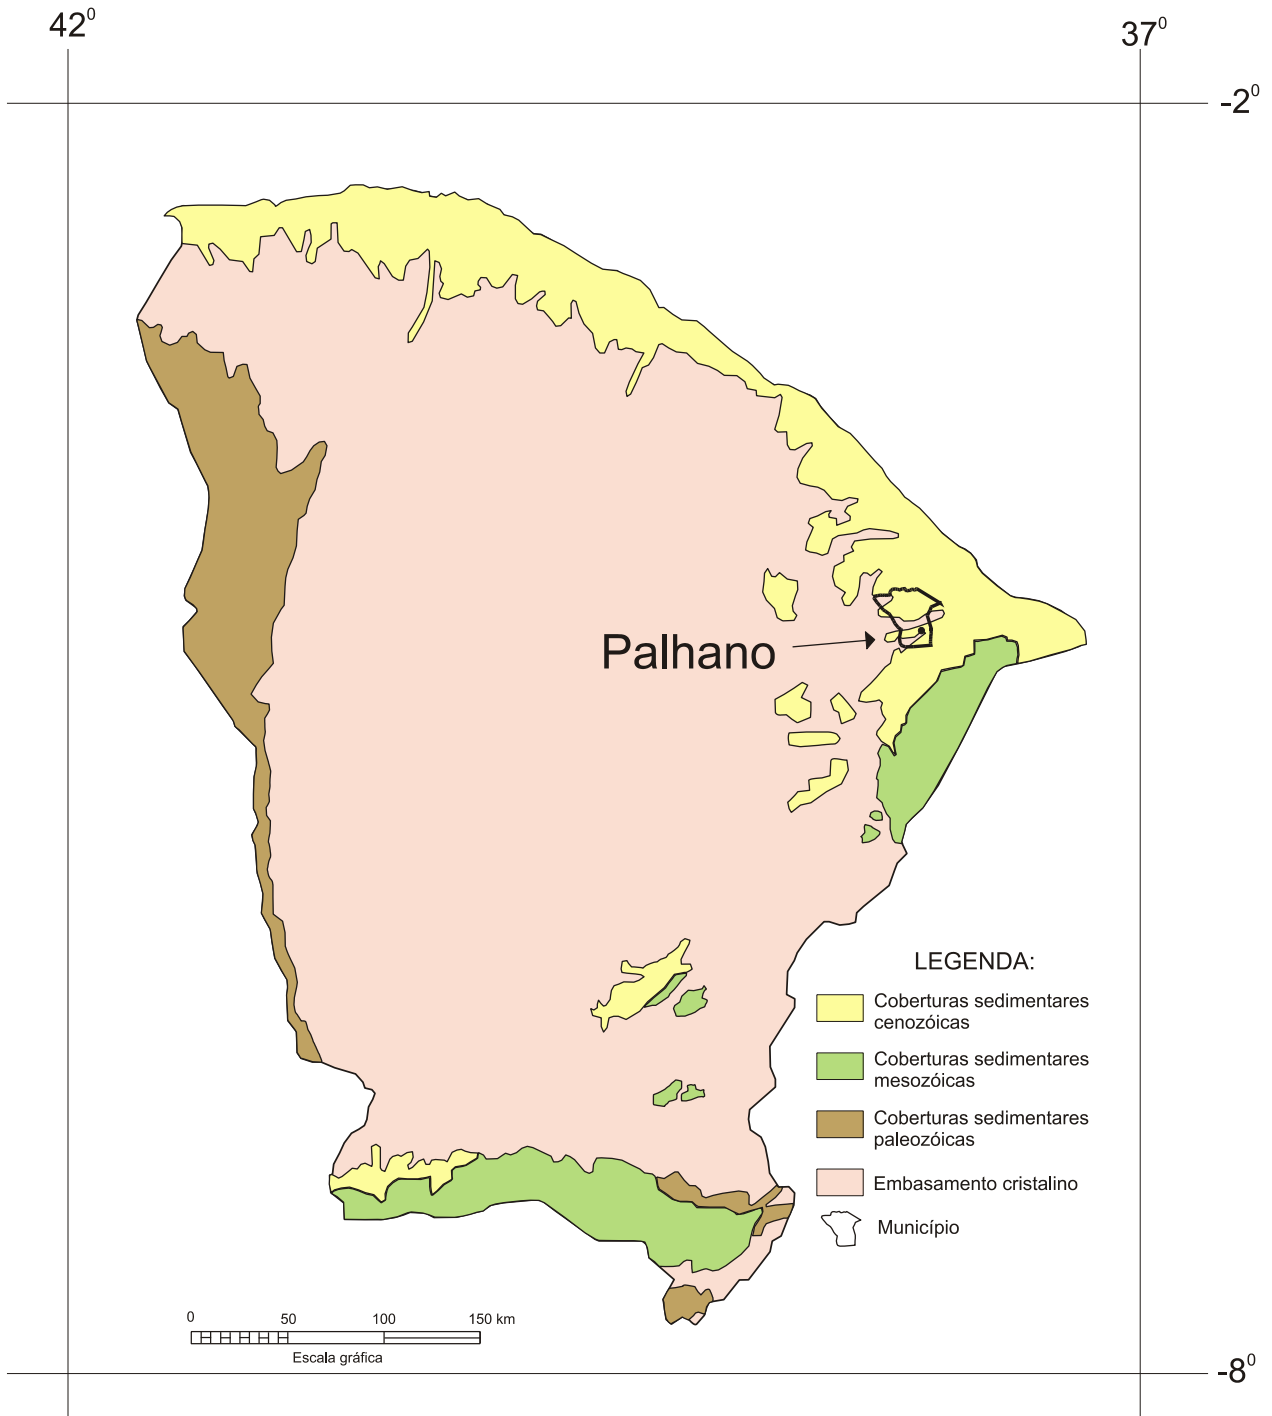 42⁰
37⁰
-2⁰
Palhano
LEGENDA:
Coberturas sedimentares
cenozóicas
Coberturas sedimentares
mesozóicas
Coberturas sedimentares
paleozóicas
Embasamento cristalino
Município
0 50 100 150 km
Escala gráfica
-8⁰